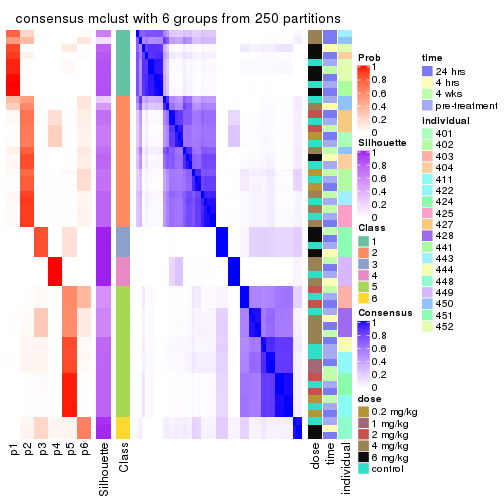 consensus mclust with 6 groups from 250 partitions
Prob
1
0.8
0.6
0.4
0.2
0
Silhouette
1
0.8
0.6
0.4
0.2
0
Class
1
2
3
4
5
6
Consensus
1
0.8
0.6
0.4
0.2
0
dose
0.2 mg/kg
1 mg/kg
2 mg/kg
4 mg/kg
6 mg/kg
control
time
24 hrs
4 hrs
4 wks
pre-treatment
individual
401
402
403
404
411
422
424
425
427
428
441
443
444
448
449
450
451
452
p1
p2
p3
p4
p5
p6
Silhouette
Class
dose
time
individual